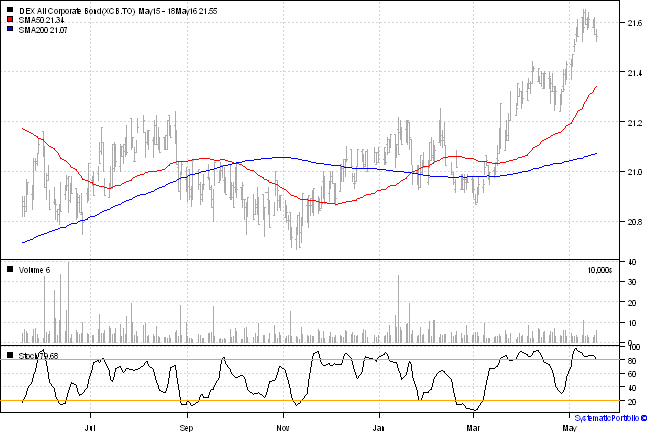 DEX All Corporate Bond(XCB.TO) May15 - 18May16 21.55
SMA50 21.34
SMA200 21.07
21.6
21.4
21.2
21.0
20.8
Volume 6
10,000s
40
30
20
10
0
Stoch 79.68
100
80
60
40
20
Jul
Sep
Nov
Jan
Mar
May
SystematicPortfolio ©